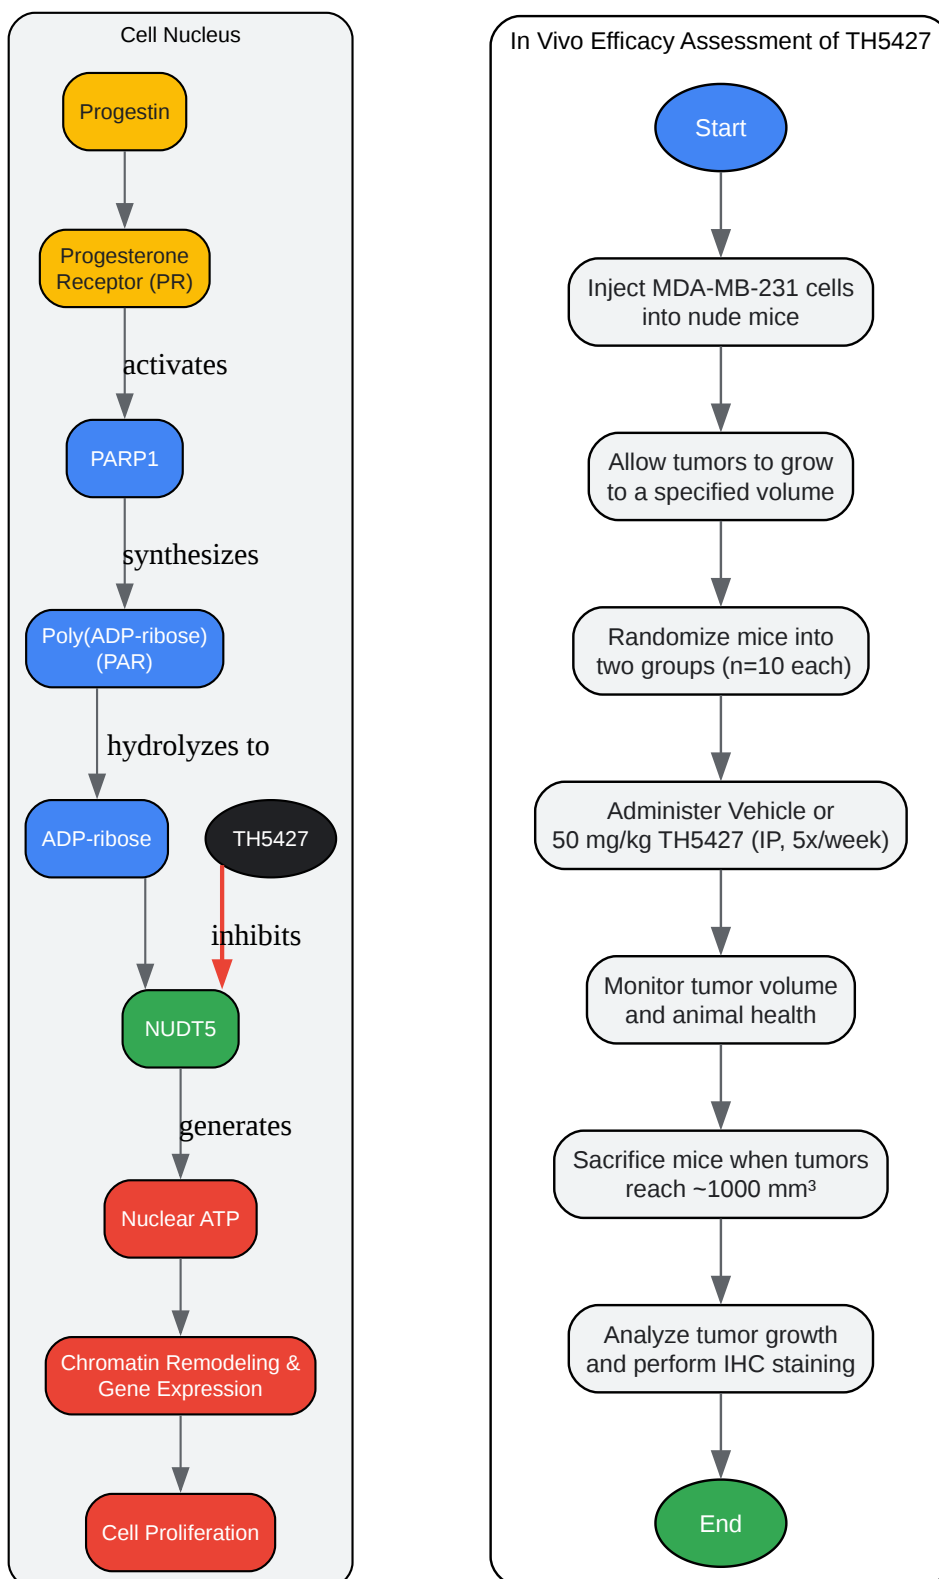 Cell Nucleus
Progestin
Progesterone
Receptor (PR)
activates
PARP1
synthesizes
Poly(ADP-ribose)
(PAR)
hydrolyzes to
ADP-ribose
TH5427
inhibits
NUDT5
generates
Nuclear ATP
Chromatin Remodeling &
Gene Expression
Cell Proliferation
In Vivo Efficacy Assessment of TH5427
Start
Inject MDA-MB-231 cells
into nude mice
Allow tumors to grow
to a specified volume
Randomize mice into
two groups (n=10 each)
Administer Vehicle or
50 mg/kg TH5427 (IP, 5x/week)
Monitor tumor volume
and animal health
Sacrifice mice when tumors
reach ~1000 mm³
Analyze tumor growth
and perform IHC staining
End